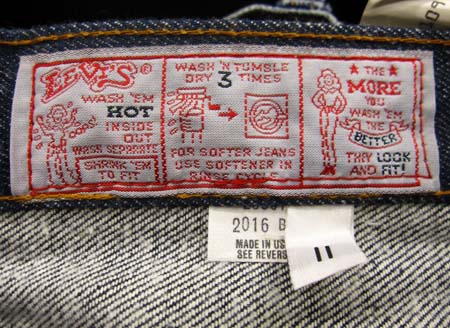 LEVI'S ®
WASH 'EM
HOT
INSIDE
OUT
WASH SEPARATE
SHRINK 'EM
TO FIT
WASH 'N TUMBLE
DRY 3 TIMES
FOR SOFTER JEANS
USE SOFTENER IN
RINSE CYCLE
THE
MORE
YOU
WASH 'EM
THE
BETTER
THEY LOOK
AND FIT!
2016 B
MADE IN US
SEE REVERS
11